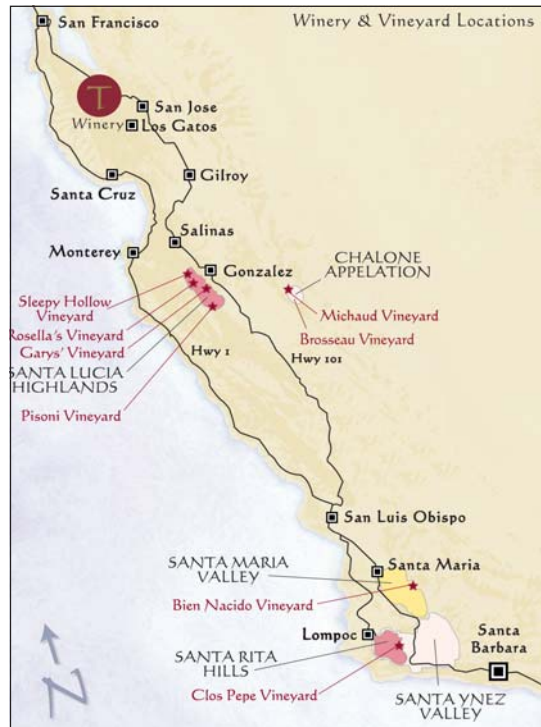 Winery & Vineyard Locations
San Francisco
T
San Jose
Winery
Los Gatos
Gilroy
Santa Cruz
Salinas
Monterey
Gonzalez
CHALONE
APPELATION
Sleepy Hollow
Vineyard
Michaud Vineyard
Rosella's Vineyard
Brosseau Vineyard
Garys' Vineyard
Hwy 1
Hwy 101
SANTA LUCIA
HIGHLANDS
Pisoni Vineyard
San Luis Obispo
SANTA MARIA
VALLEY
Santa Maria
Bien Nacido Vineyard
Lompoc
Santa
Barbara
SANTA RITA
HILLS
Clos Pepe Vineyard
SANTA YNEZ
VALLEY
N